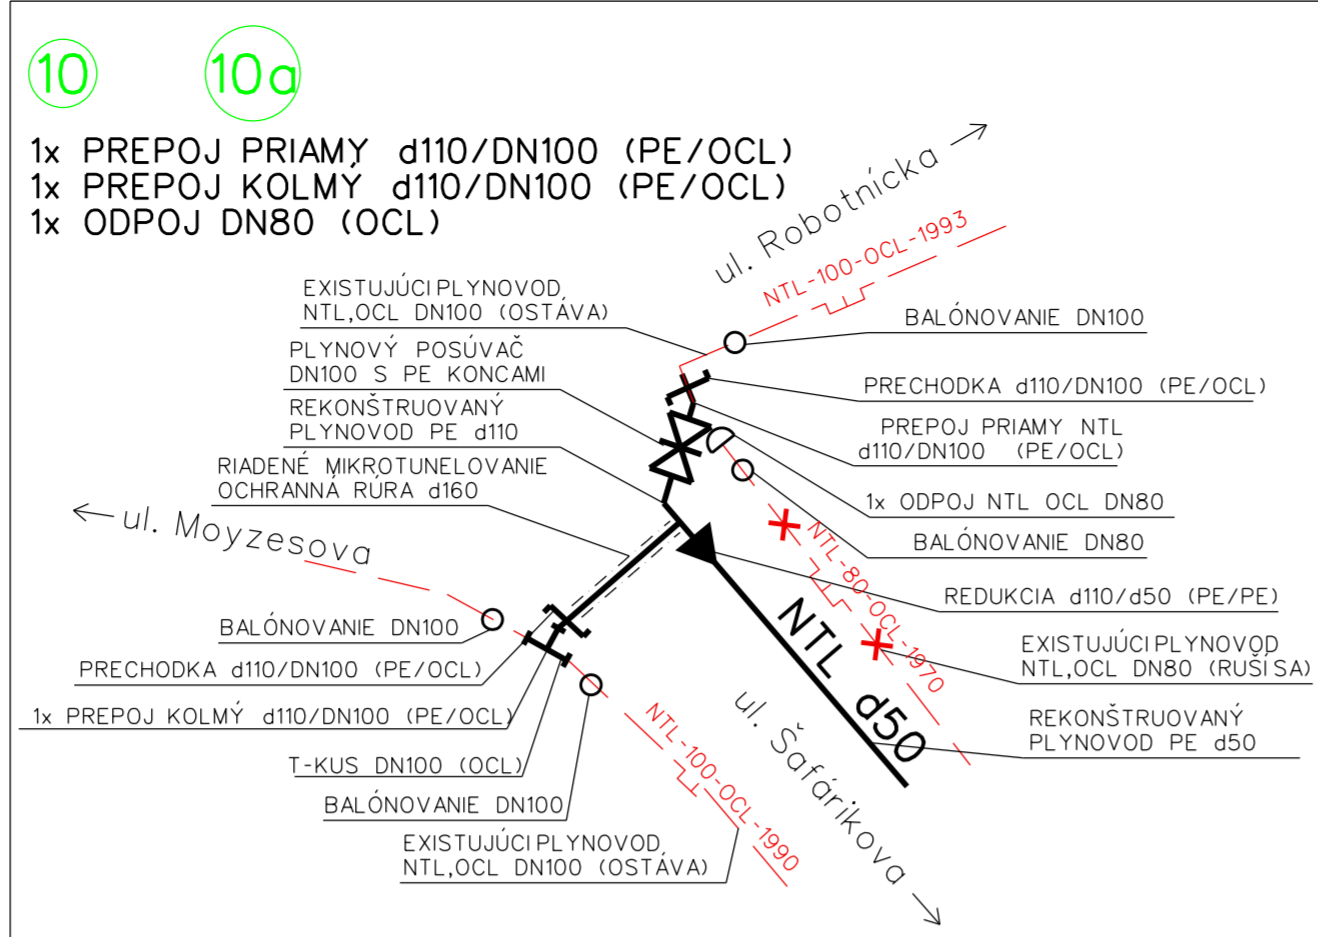 10
10a
1x PREPOJ PRIAMY d110/DN100 (PE/OCL)
1x PREPOJ KOLMÝ d110/DN100 (PE/OCL)
1x ODPOJ DN80 (OCL)
ul. Robotnícka
NTL-100-OCL-1993
EXISTUJÚCI PLYNOVOD
NTL,OCL DN100 (OSTÁVA)
BALÓNOVANIE DN100
PLYNOVÝ POSÚVAČ
DN100 S PE KONCAMI
PRECHODKA d110/DN100 (PE/OCL)
REKONŠTRUOVANÝ
PLYNOVOD PE d110
PREPOJ PRIAMY NTL
d110/DN100 (PE/OCL)
RIADENÉ MIKROTUNELOVANIE
OCHRANNÁ RÚRA d160
1x ODPOJ NTL OCL DN80
ul. Moyzesova
BALÓNOVANIE DN80
NTL-80-OCL-1970
REDUKCIA d110/d50 (PE/PE)
NTL d50
BALÓNOVANIE DN100
EXISTUJÚCI PLYNOVOD
NTL,OCL DN80 (RUŠÍ SA)
PRECHODKA d110/DN100 (PE/OCL)
1x PREPOJ KOLMÝ d110/DN100 (PE/OCL)
REKONŠTRUOVANÝ
PLYNOVOD PE d50
ul. Šafárikova
NTL-100-OCL-1990
T-KUS DN100 (OCL)
BALÓNOVANIE DN100
EXISTUJÚCI PLYNOVOD
NTL,OCL DN100 (OSTÁVA)